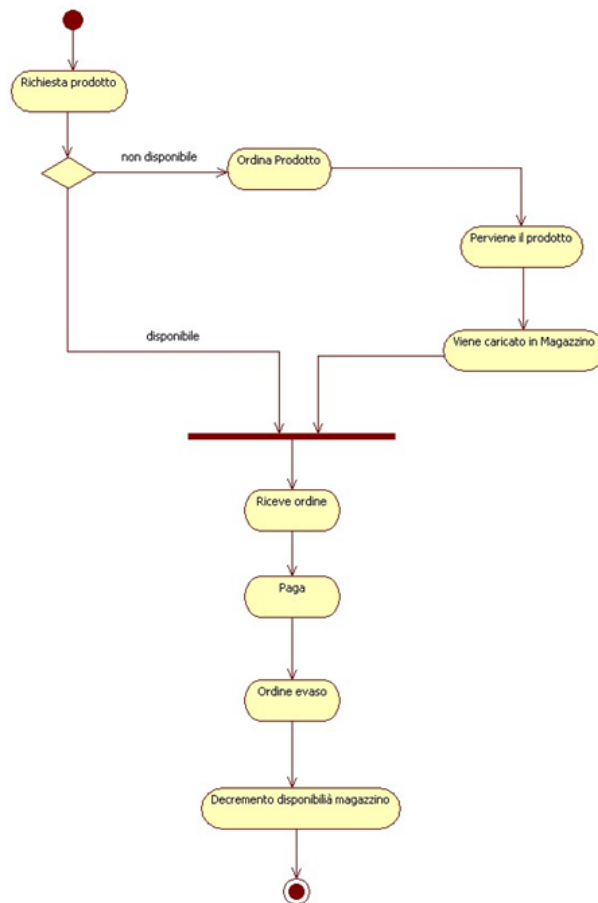 Richiesta prodotto
non disponibile
Ordina Prodotto
Perviene il prodotto
disponibile
Viene caricato in Magazzino
Riceve ordine
Paga
Ordine evaso
Decremento disponibilià magazzino